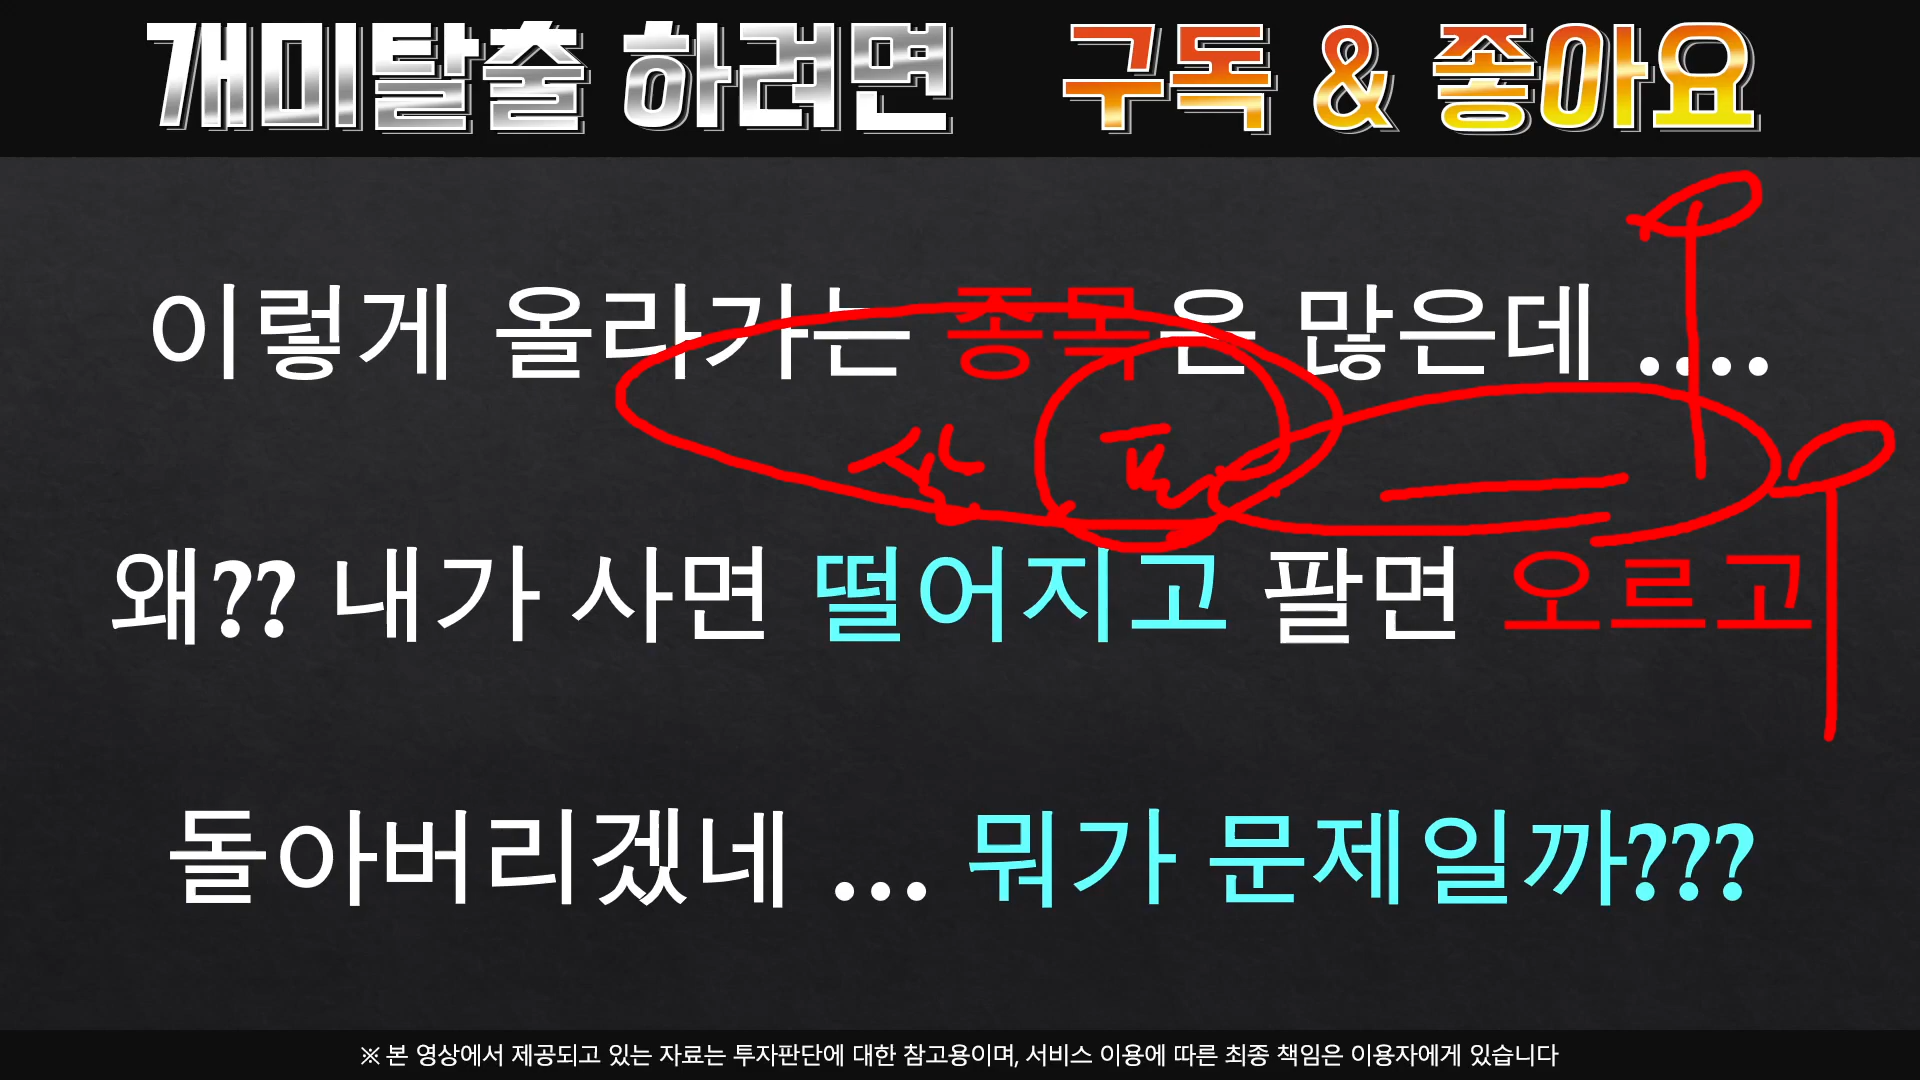 개미탈출 하려면 구독 & 좋아요
이렇게 올라가는 종목은 많은데 ....
왜?? 내가 사면 떨어지고 팔면 오르고
돌아버리겠네 ... 뭐가 문제일까???
※ 본 영상에서 제공되고 있는 자료는 투자판단에 대한 참고용이며, 서비스 이용에 따른 최종 책임은 이용자에게 있습니다